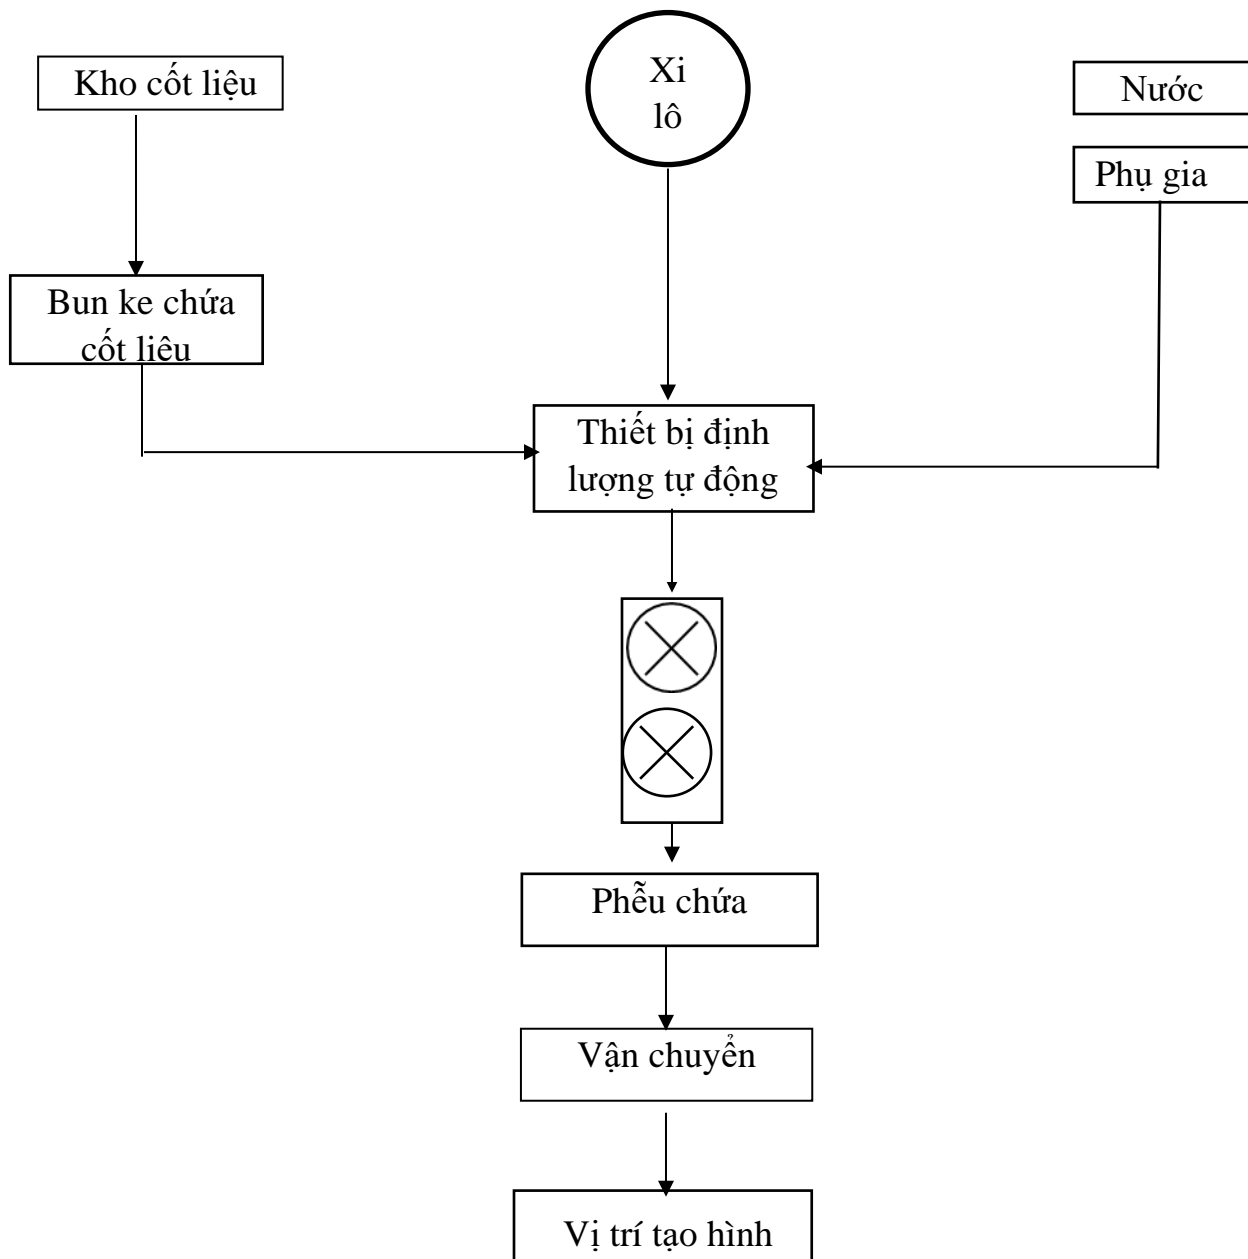 Kho cốt liệu
Xi
lô
Nước
Phụ gia
Bun ke chứa
cốt liêu
Thiết bị định
lượng tự động
Phễu chứa
Vận chuyển
Vị trí tạo hình